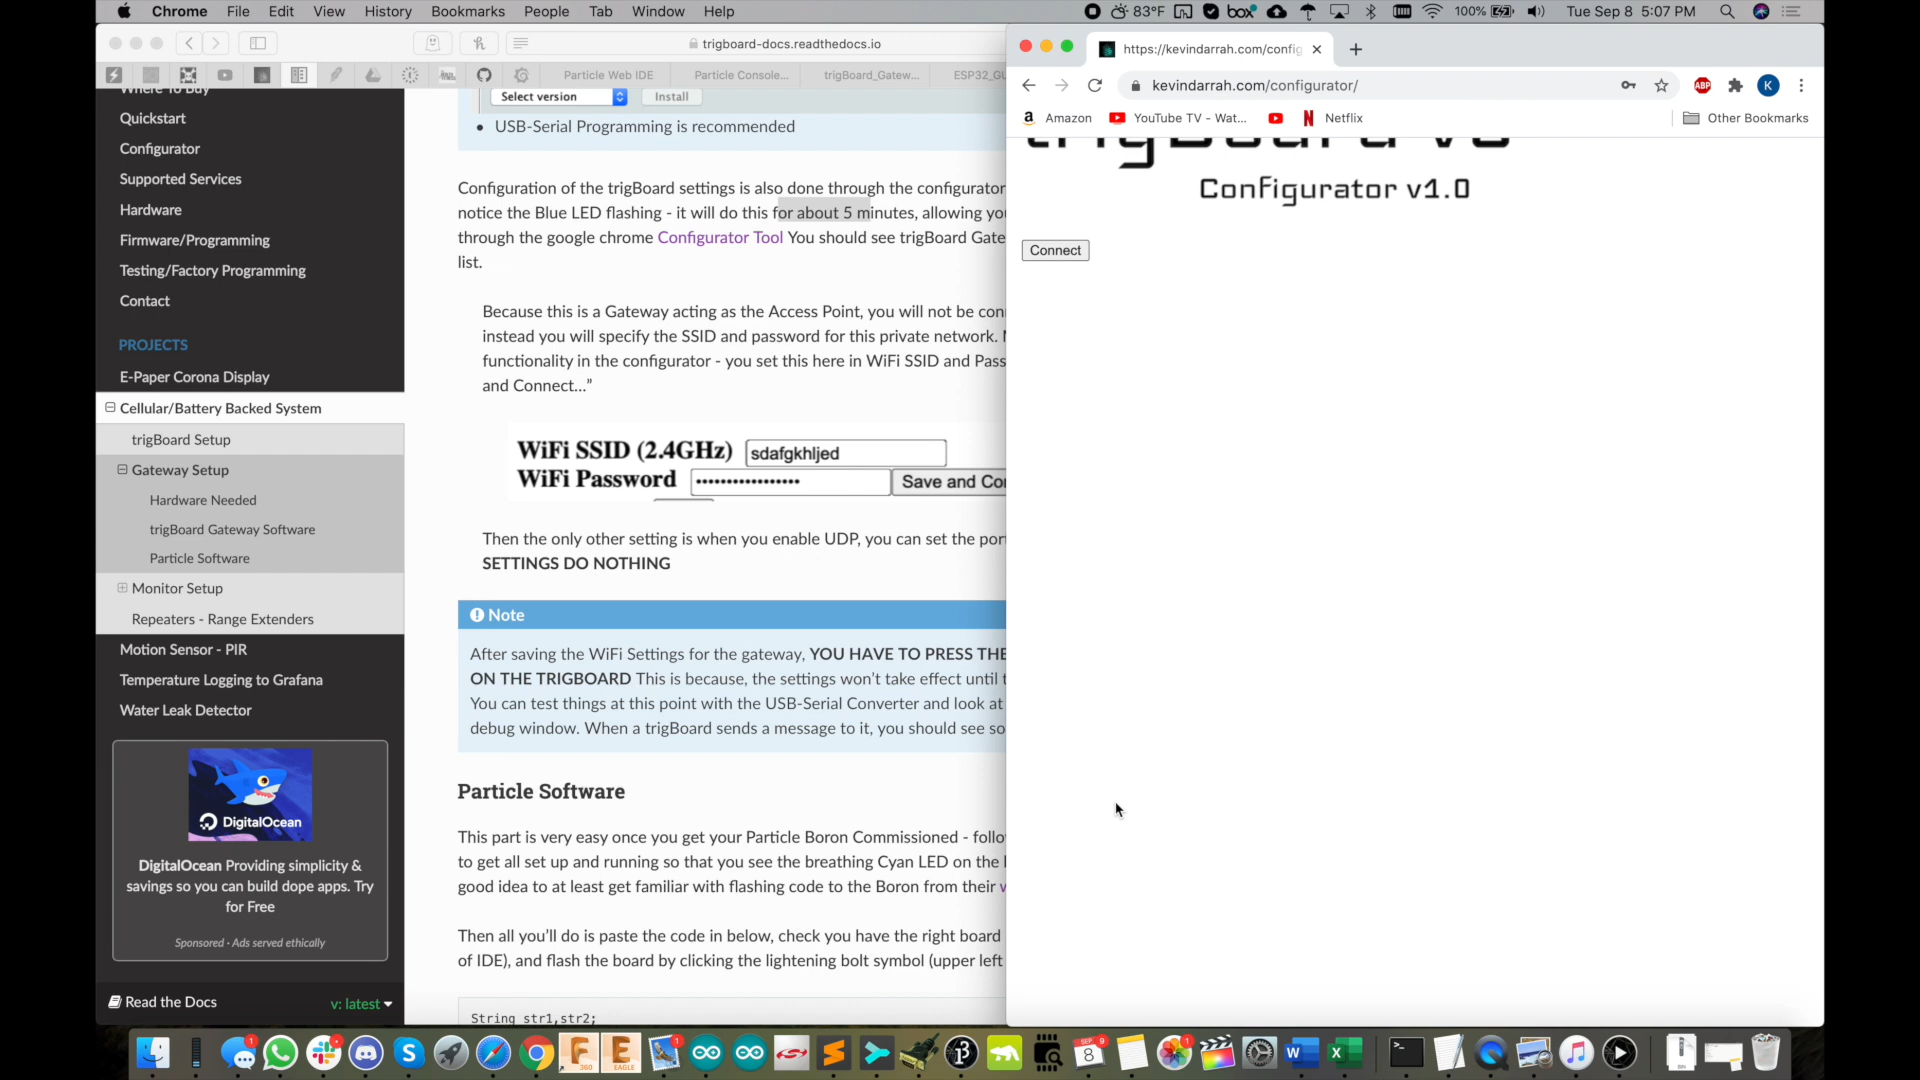 Chrome File Edit View History Bookmarks People Tab Window Help
box 83°F 100% Tue Sep 8 5:07 PM
trigboard-docs.readthedocs.io
Particle Web IDE Particle Console... trigBoard_Gatew... ESP32_GU
Where To Buy
Quickstart
Configurator
Supported Services
Hardware
Firmware/Programming
Testing/Factory Programming
Contact
PROJECTS
E-Paper Corona Display
Cellular/Battery Backed System
trigBoard Setup
Gateway Setup
Hardware Needed
trigBoard Gateway Software
Particle Software
Monitor Setup
Repeaters - Range Extenders
Motion Sensor - PIR
Temperature Logging to Grafana
Water Leak Detector
DigitalOcean
DigitalOcean Providing simplicity &
savings so you can build dope apps. Try
for Free
Sponsored · Ads served ethically
Read the Docs v: latest
Select version Install
• USB-Serial Programming is recommended
Configuration of the trigBoard settings is also done through the configurator
notice the Blue LED flashing - it will do this for about 5 minutes, allowing you
through the google chrome Configurator Tool You should see trigBoard Gate
list.
Because this is a Gateway acting as the Access Point, you will not be con
instead you will specify the SSID and password for this private network.
functionality in the configurator - you set this here in WiFi SSID and Pass
and Connect...”
WiFi SSID (2.4GHz) sdafgkhljed
WiFi Password ••••••••••••••••• Save and Con
Then the only other setting is when you enable UDP, you can set the port
SETTINGS DO NOTHING
Note
After saving the WiFi Settings for the gateway, YOU HAVE TO PRESS THE
ON THE TRIGBOARD This is because, the settings won’t take effect until t
You can test things at this point with the USB-Serial Converter and look at
debug window. When a trigBoard sends a message to it, you should see so
Particle Software
This part is very easy once you get your Particle Boron Commissioned - follo
to get all set up and running so that you see the breathing Cyan LED on the
good idea to at least get familiar with flashing code to the Boron from their w
Then all you’ll do is paste the code in below, check you have the right board
of IDE), and flash the board by clicking the lightening bolt symbol (upper left
String str1,str2;
https://kevindarrah.com/config
kevindarrah.com/configurator/
ABP K
Amazon YouTube TV - Wat... Netflix Other Bookmarks
trigBoard v8
Configurator v1.0
Connect